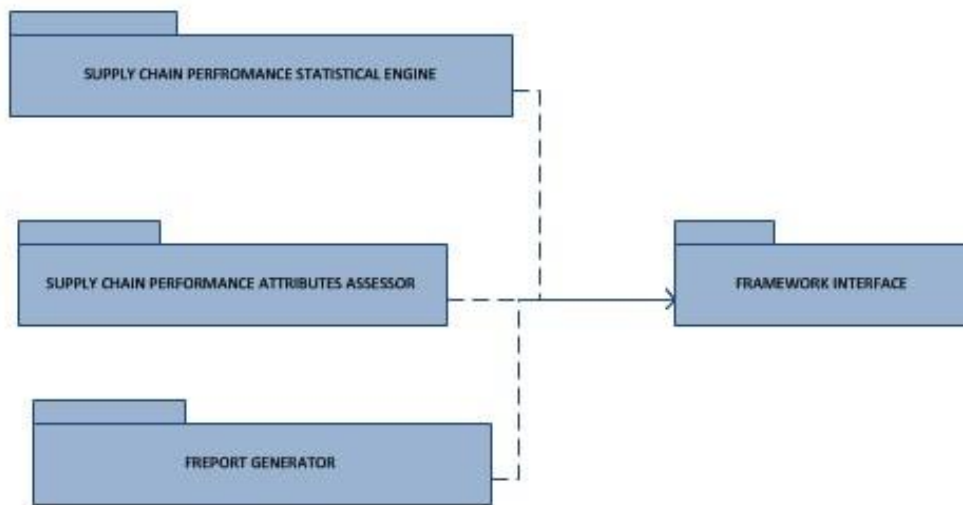 SUPPLY CHAIN PERFROMANCE STATISTICAL ENGINE
SUPPLY CHAIN PERFORMANCE ATTRIBUTES ASSESSOR
FRAMEWORK INTERFACE
FREPORT GENERATOR